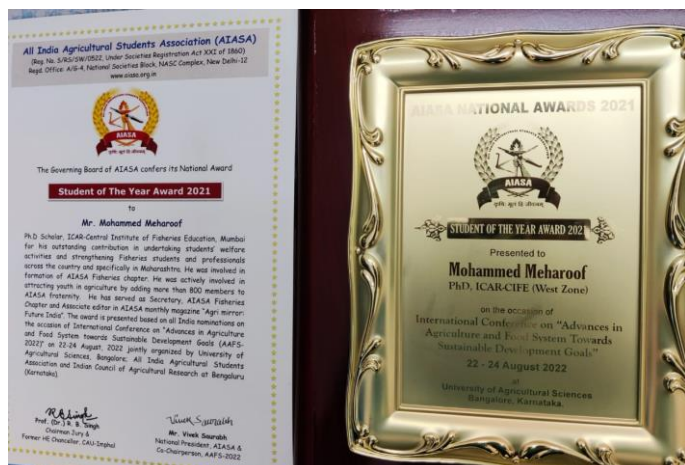 All India Agricultural Students Association (AIASA)
(Reg. No. S/RS/SW/0522, Under Societies Registration Act XXI of 1860)
Regd. Office: A/G-4, National Societies Block, NASC Complex, New Delhi-12
www.aiasa.org.in
AIASA
The Governing Board of AIASA confers its National Award
Student of The Year Award 2021
to
Mr. Mohammed Meharoof
Ph.D Scholar, ICAR-Central Institute of Fisheries Education, Mumbai
for his outstanding contribution in undertaking students' welfare
activities and strengthening Fisheries students and professionals
across the country and specifically in Maharashtra. He was involved in
formation of AIASA Fisheries chapter. He was actively involved in
attracting youth in agriculture by adding more than 800 members to
AIASA fraternity. He has served as Secretary, AIASA Fisheries
Chapter and Associate editor in AIASA monthly magazine "Agri mirror:
Future India". The award is presented based on all India nominations on
the occasion of International Conference on "Advances in Agriculture
and Food System towards Sustainable Development Goals (AAFS-
2022)" on 22-24 August, 2022 jointly organized by University of
Agricultural Sciences, Bangalore; All India Agricultural Students
Association and Indian Council of Agricultural Research at Bengaluru
(Karnataka).
Prof. (Dr.) R. B. Singh
Chairman Jury &
Former HE Chancellor, CAU-Imphal
Vivek Saurabh
Mr. Vivek Saurabh
National President, AIASA &
Co-Chairperson, AAFS-2022
AIASA NATIONAL AWARDS 2021
AIASA
कृषि: मूल हि जीवनम्
STUDENT OF THE YEAR AWARD 2021
Presented to
Mohammed Meharoof
PhD, ICAR-CIFE (West Zone)
on the occasion of
International Conference on "Advances in
Agriculture and Food System Towards
Sustainable Development Goals"
22 - 24 August 2022
at
University of Agricultural Sciences
Bangalore, Karnataka.